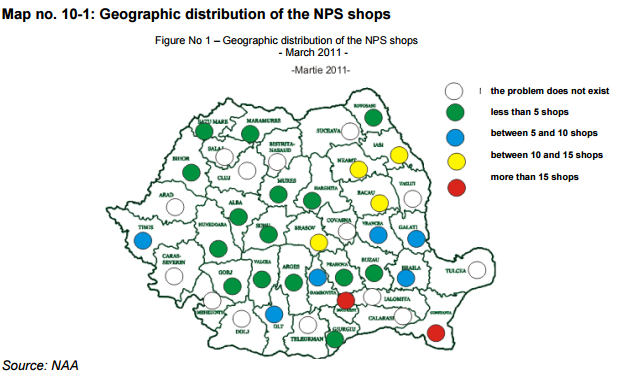 Map no. 10-1: Geographic distribution of the NPS shops
Figure No 1 – Geographic distribution of the NPS shops
- March 2011 -
-Martie 2011-
the problem does not exist
less than 5 shops
between 5 and 10 shops
between 10 and 15 shops
more than 15 shops
BOTOSANI
SATU MARE
MARAMURES
SUCEAVA
IASI
BISTRITA-
NASAUD
SALAJ
NEAMT
BIHOR
CLUJ
MURES
HARGHITA
BACAU
VASLUI
ARAD
ALBA
TIMIS
HUNEDOARA
SIBIU
BRASOV
COVASNA
VRANCEA
GALATI
CARAS-
SEVERIN
GORJ
VALCEA
ARGES
PRAHOVA
BUZAU
BRAILA
TULCEA
DAMBOVITA
MEHEDINTI
IALOMITA
CALARASI
CONSTANTA
DOLJ
OLT
TELEORMAN
GIURGIU
Source: NAA